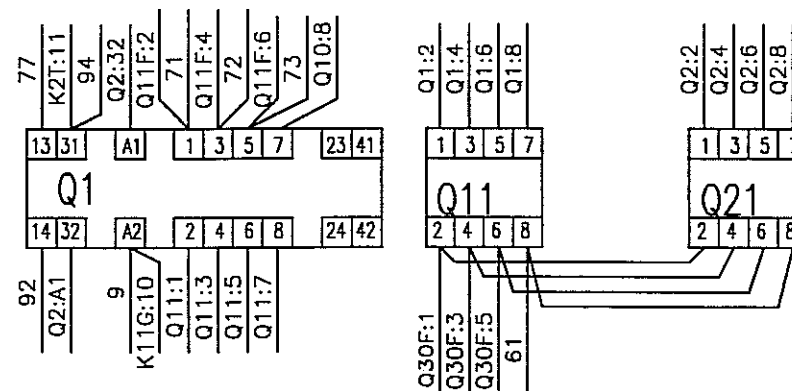 77
K2T:11
94
Q2:32
Q11F:2
71
Q11F:4
72
Q11F:6
73
Q10:8
Q1:2
Q1:4
Q1:6
Q1:8
Q2:2
Q2:4
Q2:6
Q2:8
13 31 A1 1 3 5 7 23 41
1 3 5 7
1 3 5
Q1
Q11
Q21
14 32 A2 2 4 6 8 24 42
2 4 6 8
2 4 6 8
92
Q2:A1
9
K11G:10
Q11:1
Q11:3
Q11:5
Q11:7
Q30F:1
Q30F:3
Q30F:5
61